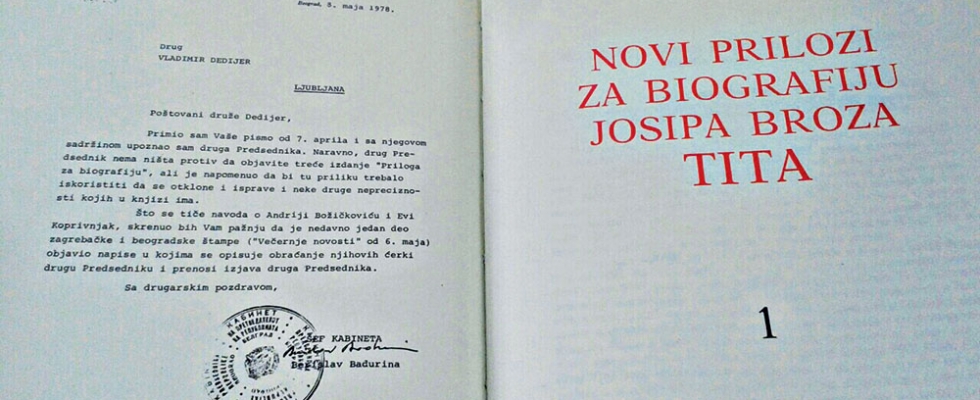 Beograd, 5. maja 1978.
Drug
VLADIMIR DEDIJER
LJUBLJANA
Poštovani druže Dedijer,
Primio sam Vaše pismo od 7. aprila i sa njegovom
sadržinom upoznao sam druga Predsednika. Naravno, drug Pre-
dsednik nema ništa protiv da objavite treće izdanje "Priloga
za biografiju", ali je napomenuo da bi tu priliku trebalo
iskoristiti da se otklone i isprave i neke druge neprecizno-
sti kojih u knjizi ima.
Što se tiče navoda o Andriji Božičkoviću i Evi
Koprivnjak, skrenuo bih Vam pažnju da je nedavno jedan deo
zagrebačke i beogradske štampe ("Večernje novosti" od 6. maja)
objavio napise u kojima se opisuje obraćanje njihovih ćerki
drugu Predsedniku i prenosi izjava druga Predsednika.
Sa drugarskim pozdravom,
КАБИНЕТ
БЕОГРАД
ŠEF KABINETA
Berislav Badurina
NOVI PRILOZI
ZA BIOGRAFIJU
JOSIPA BROZA
TITA
1